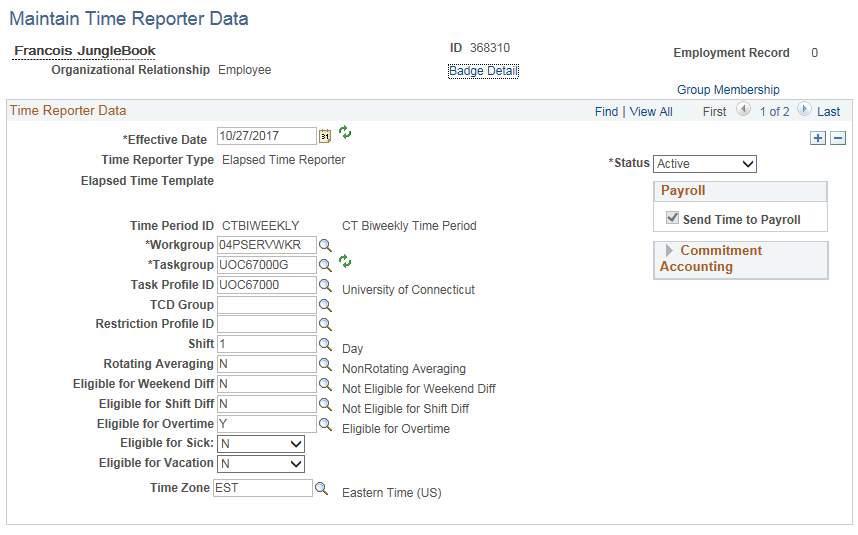 Maintain Time Reporter Data
Francois JungleBook
ID 368310
Employment Record 0
Organizational Relationship Employee
Badge Detail
Group Membership
Time Reporter Data
Find | View All First 1 of 2 Last
*Effective Date 10/27/2017 31
Time Reporter Type Elapsed Time Reporter
*Status Active
Elapsed Time Template
Payroll
Send Time to Payroll
Time Period ID CTBIWEEKLY CT Biweekly Time Period
*Workgroup 04PSERVWKR
Commitment
Accounting
*Taskgroup UOC67000G
Task Profile ID UOC67000 University of Connecticut
TCD Group
Restriction Profile ID
Shift 1 Day
Rotating Averaging N NonRotating Averaging
Eligible for Weekend Diff N Not Eligible for Weekend Diff
Eligible for Shift Diff N Not Eligible for Shift Diff
Eligible for Overtime Y Eligible for Overtime
Eligible for Sick: N
Eligible for Vacation N
Time Zone EST Eastern Time (US)